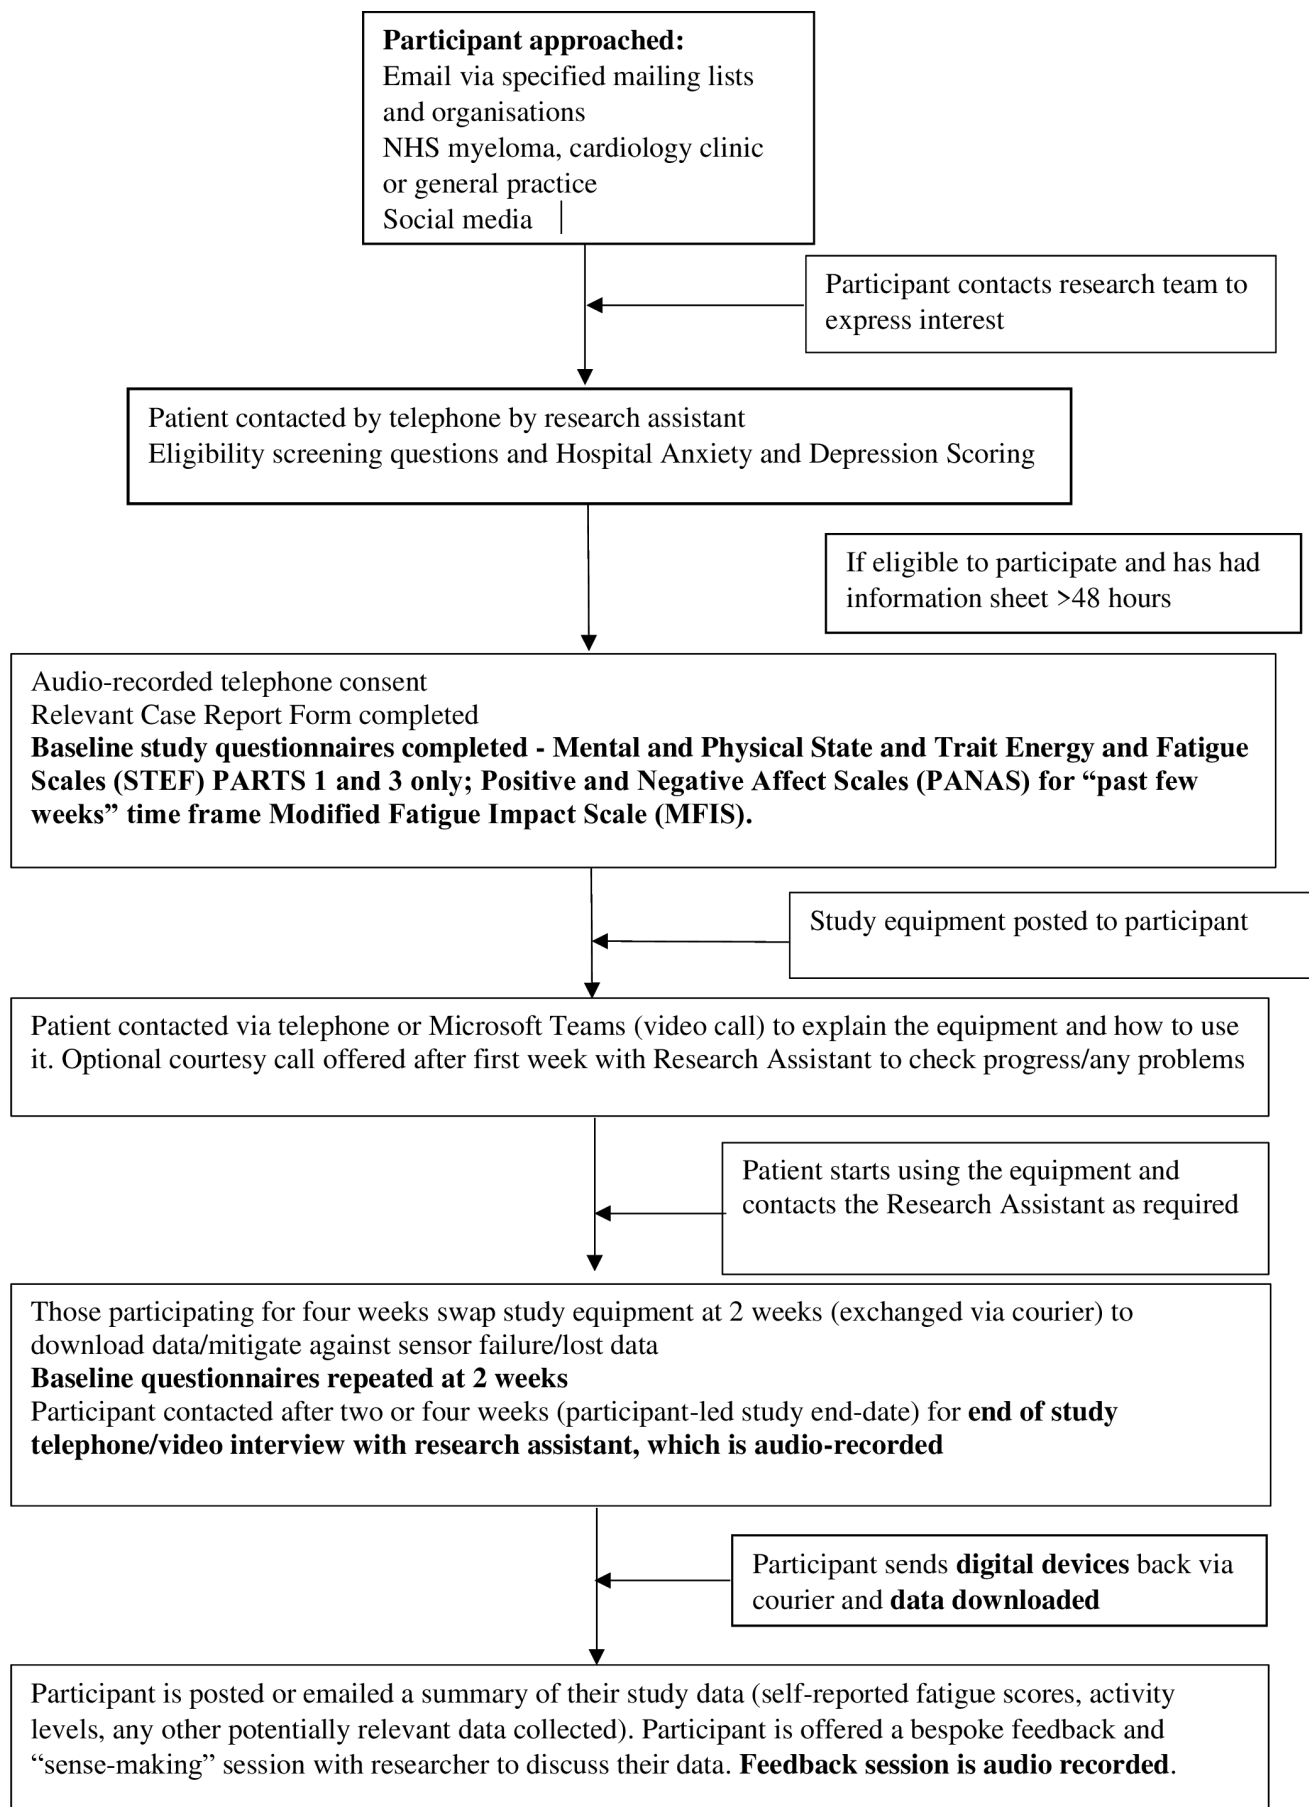 Participant approached:
Email via specified mailing lists
and organisations
NHS myeloma, cardiology clinic
or general practice
Social media
Participant contacts research team to
express interest
Patient contacted by telephone by research assistant
Eligibility screening questions and Hospital Anxiety and Depression Scoring
If eligible to participate and has had
information sheet >48 hours
Audio-recorded telephone consent
Relevant Case Report Form completed
Baseline study questionnaires completed - Mental and Physical State and Trait Energy and Fatigue
Scales (STEF) PARTS 1 and 3 only; Positive and Negative Affect Scales (PANAS) for “past few
weeks” time frame Modified Fatigue Impact Scale (MFIS).
Study equipment posted to participant
Patient contacted via telephone or Microsoft Teams (video call) to explain the equipment and how to use
it. Optional courtesy call offered after first week with Research Assistant to check progress/any problems
Patient starts using the equipment and
contacts the Research Assistant as required
Those participating for four weeks swap study equipment at 2 weeks (exchanged via courier) to
download data/mitigate against sensor failure/lost data
Baseline questionnaires repeated at 2 weeks
Participant contacted after two or four weeks (participant-led study end-date) for end of study
telephone/video interview with research assistant, which is audio-recorded
Participant sends digital devices back via
courier and data downloaded
Participant is posted or emailed a summary of their study data (self-reported fatigue scores, activity
levels, any other potentially relevant data collected). Participant is offered a bespoke feedback and
“sense-making” session with researcher to discuss their data. Feedback session is audio recorded.